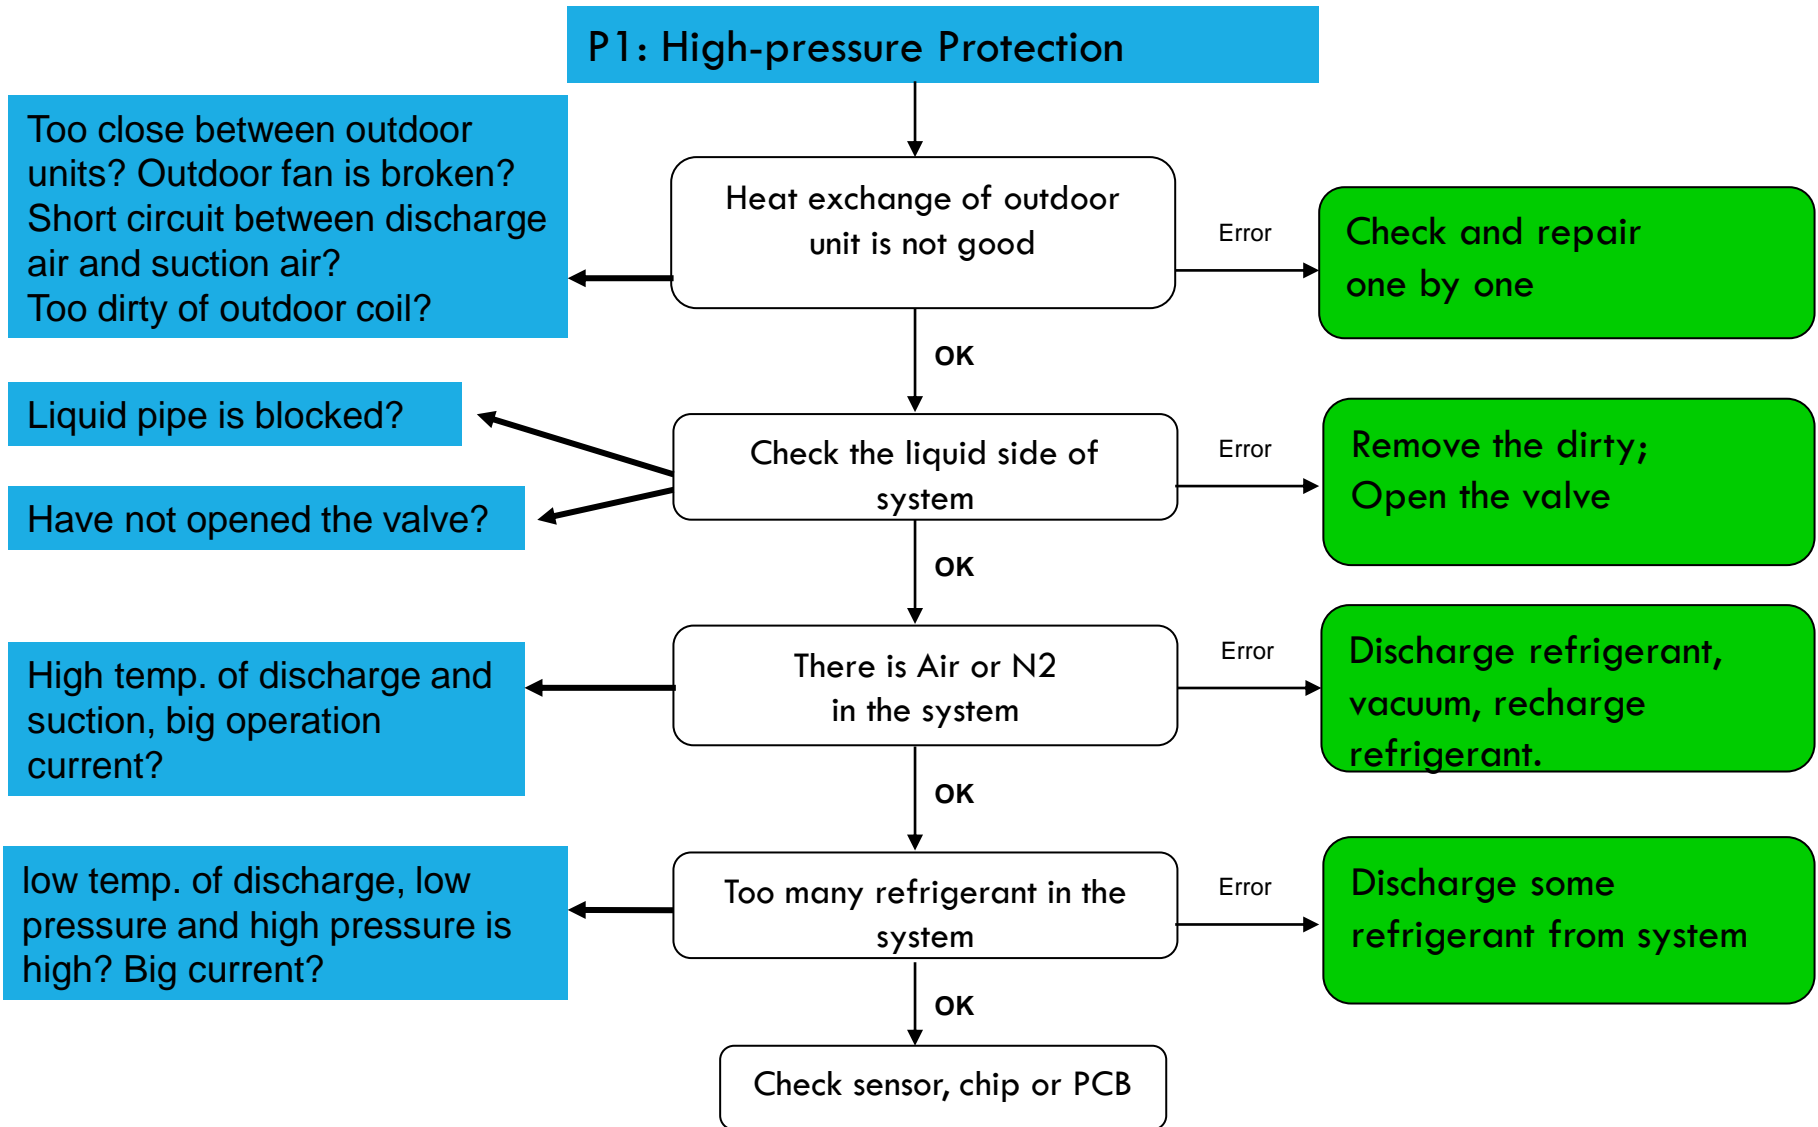 P1: High-pressure Protection
Too close between outdoor
units? Outdoor fan is broken?
Short circuit between discharge
air and suction air?
Too dirty of outdoor coil?
Heat exchange of outdoor
unit is not good
Error
Check and repair
one by one
OK
Liquid pipe is blocked?
Have not opened the valve?
Check the liquid side of
system
Error
Remove the dirty;
Open the valve
OK
High temp. of discharge and
suction, big operation
current?
There is Air or N2
in the system
Error
Discharge refrigerant,
vacuum, recharge
refrigerant.
OK
low temp. of discharge, low
pressure and high pressure is
high? Big current?
Too many refrigerant in the
system
Error
Discharge some
refrigerant from system
OK
Check sensor, chip or PCB